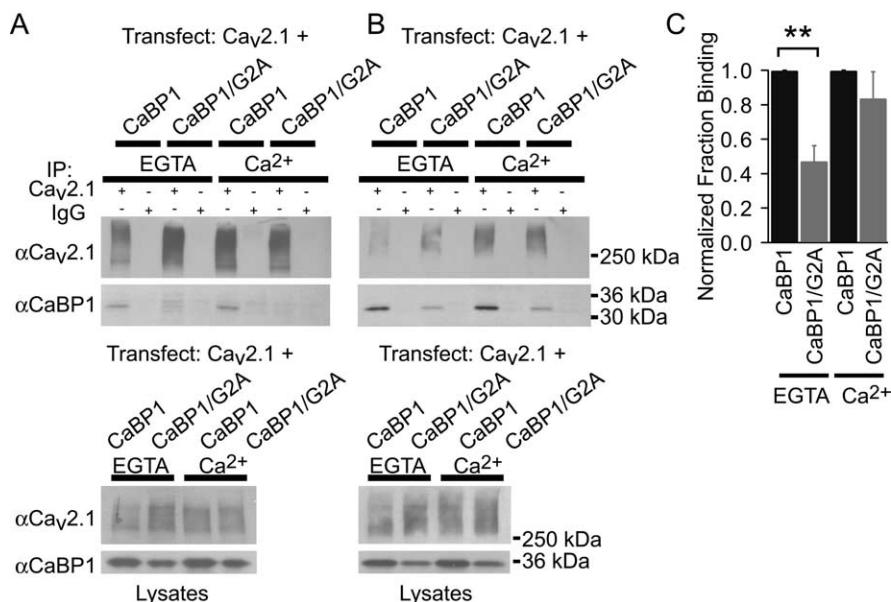 A
Transfect: CaV2.1 +
CaBP1
CaBP1/G2A
CaBP1
CaBP1/G2A
EGTA
Ca2+
IP:
CaV2.1
+ - + - + - + -
IgG
- + - + - + - +
αCaV2.1
αCaBP1
Transfect: CaV2.1 +
CaBP1
CaBP1/G2A
CaBP1
CaBP1/G2A
EGTA
Ca2+
αCaV2.1
αCaBP1
Lysates
B
Transfect: CaV2.1 +
CaBP1
CaBP1/G2A
CaBP1
CaBP1/G2A
EGTA
Ca2+
+ - + - + - + -
- + - + - + - +
250 kDa
36 kDa
30 kDa
Transfect: CaV2.1 +
CaBP1
CaBP1/G2A
CaBP1
CaBP1/G2A
EGTA
Ca2+
250 kDa
36 kDa
Lysates
C
**
Normalized Fraction Binding
1.0
0.8
0.6
0.4
0.2
0.0
CaBP1
CaBP1/G2A
CaBP1
CaBP1/G2A
EGTA
Ca2+